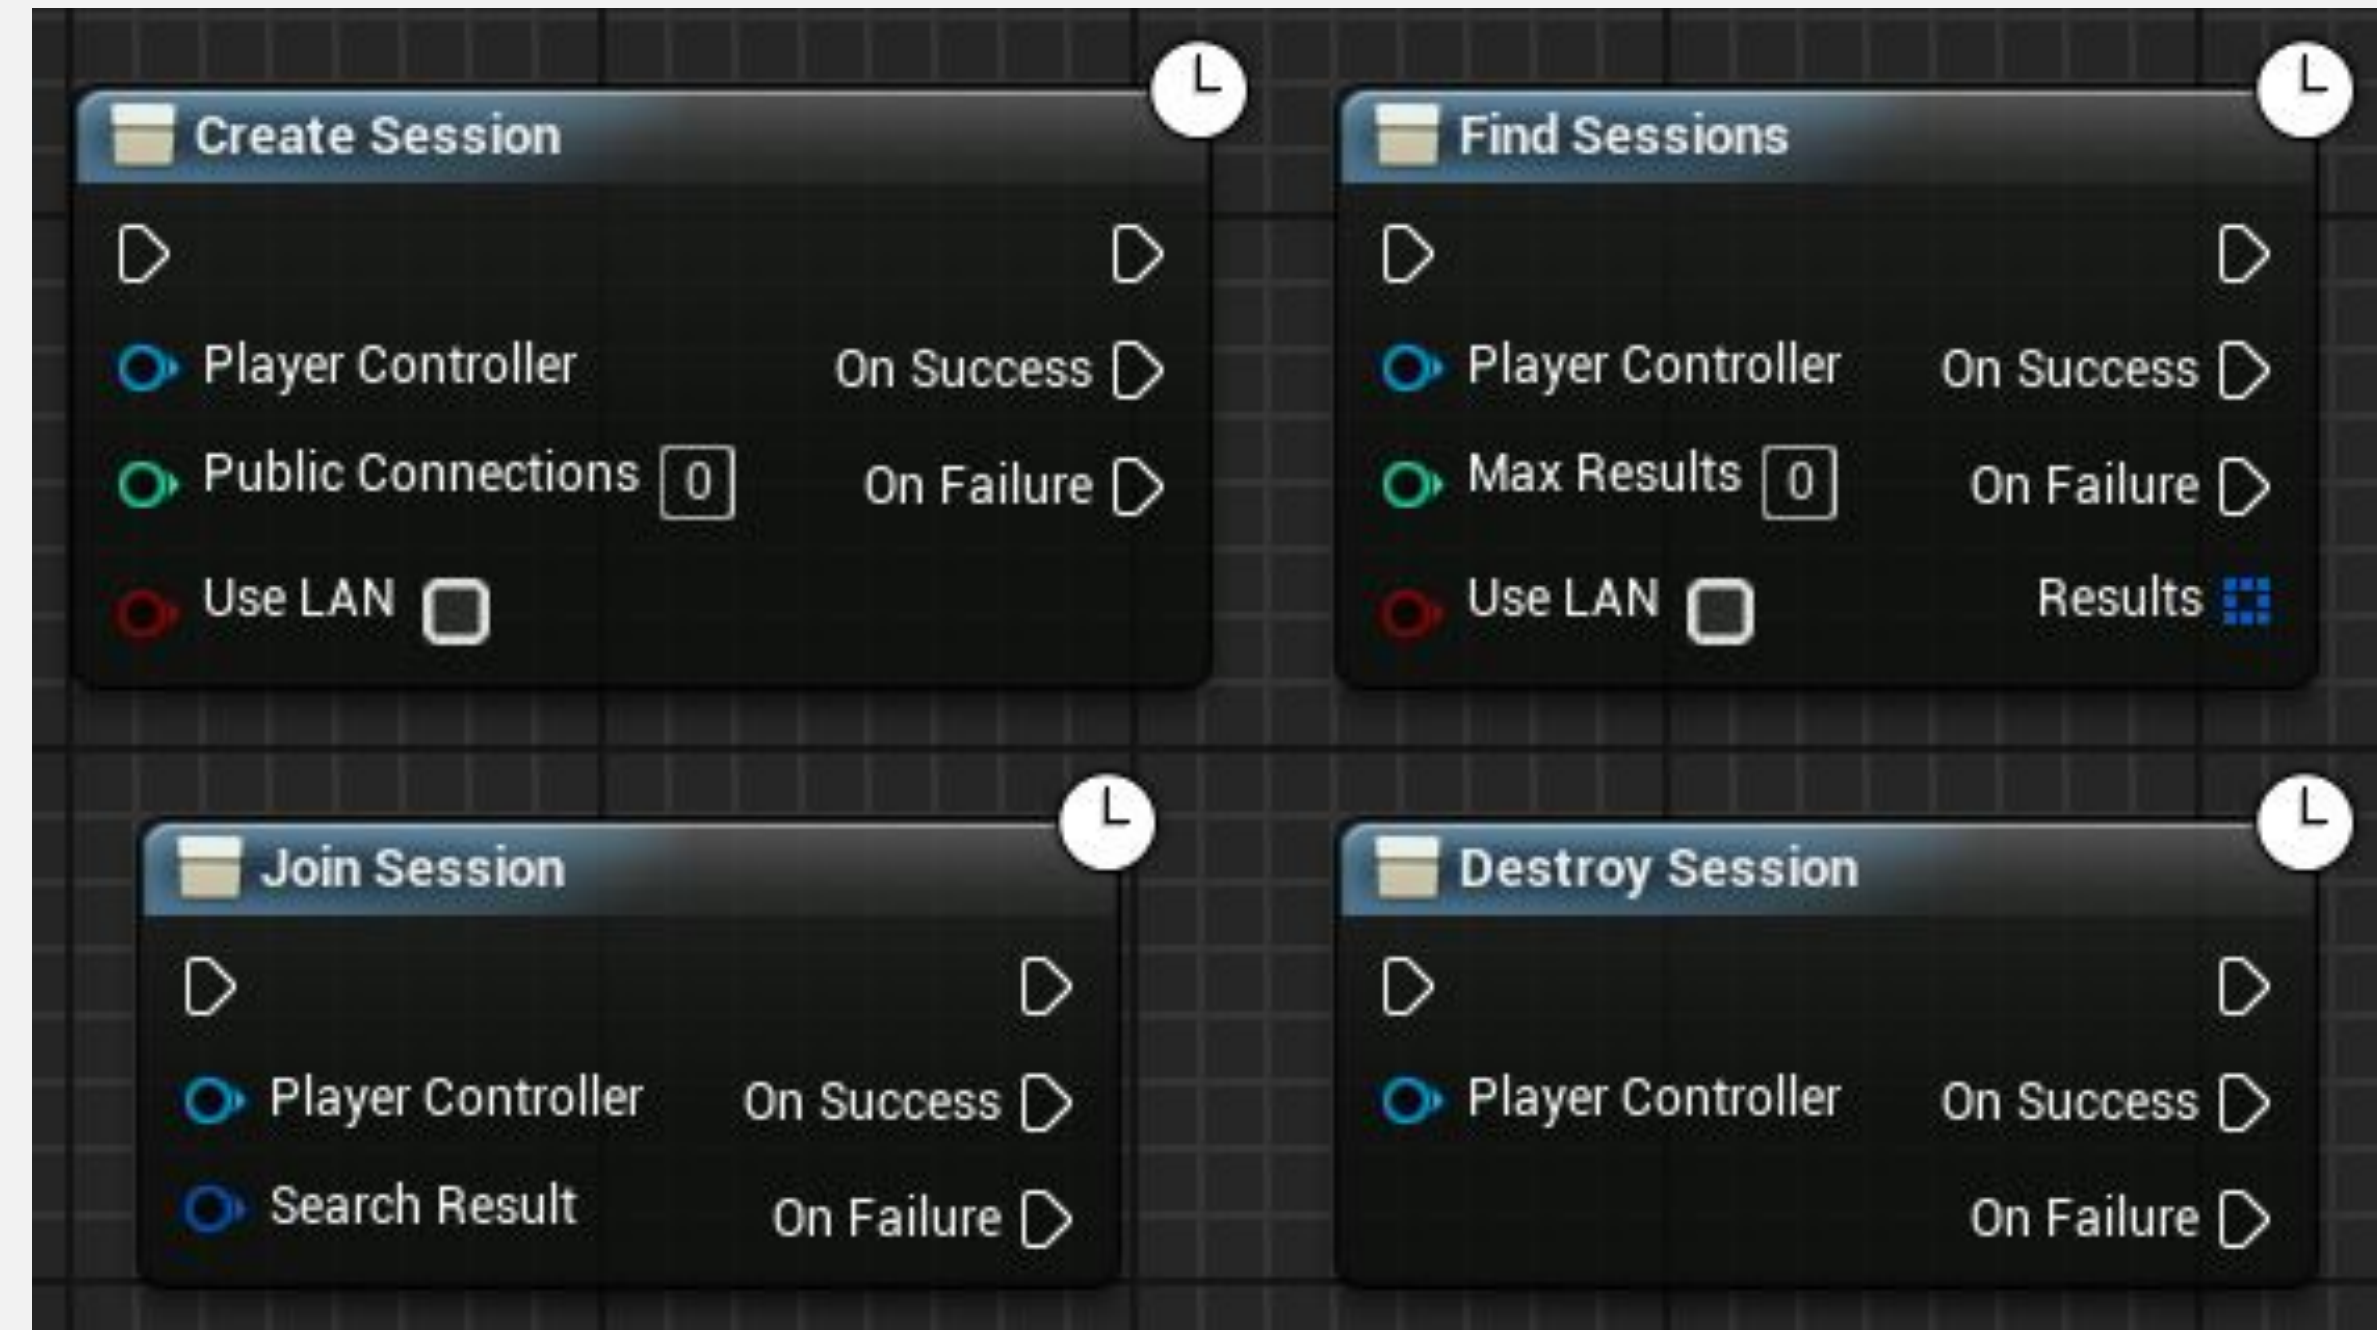 Create Session
Player Controller
On Success
Public Connections 0
On Failure
Use LAN
Find Sessions
Player Controller
On Success
Max Results 0
On Failure
Use LAN
Results
Join Session
Player Controller
On Success
Search Result
On Failure
Destroy Session
Player Controller
On Success
On Failure